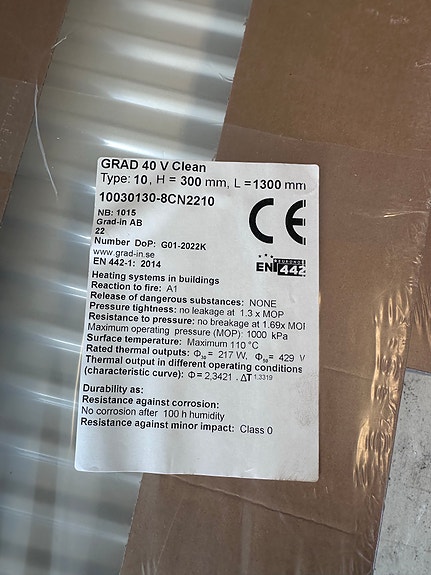 GRAD 40 V Clean
Type: 10, H = 300 mm, L = 1300 mm
10030130-8CN2210
NB: 1015
Grad-in AB
22
Number DoP: G01-2022K
www.grad-in.se
EN 442-1: 2014
CE
EURONORM
EN 442
Heating systems in buildings
Reaction to fire: A1
Release of dangerous substances: NONE
Pressure tightness: no leakage at 1.3 x MOP
Resistance to pressure: no breakage at 1.69x MOP
Maximum operating pressure (MOP): 1000 kPa
Surface temperature: Maximum 110 °C
Rated thermal outputs: Φ₃₀ = 217 W, Φ₅₀ = 429 W
Thermal output in different operating conditions
(characteristic curve): Φ = 2,3421 . ΔT 1.3319
Durability as:
Resistance against corrosion:
No corrosion after 100 h humidity
Resistance against minor impact: Class 0